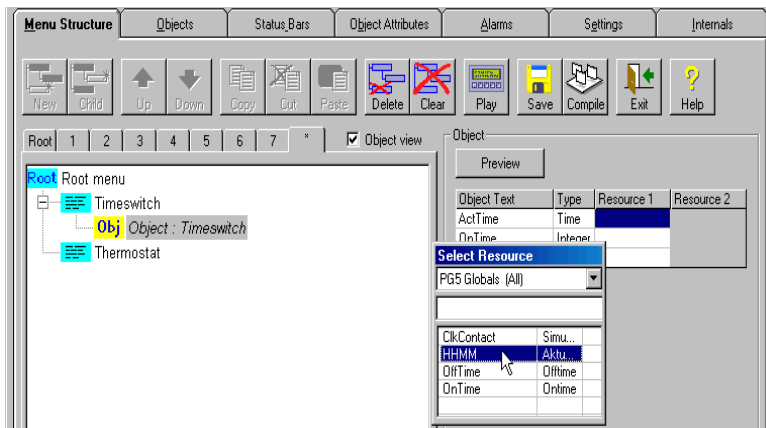 Menu Structure Objects Status Bars Object Attributes Alarms Settings Internals
New Child Up Down Copy Cut Paste Delete Clear Play Save Compile Exit Help
Root 1 2 3 4 5 6 7 * Object view
Object
Preview
Root Root menu
Timeswitch
Obj Object : Timeswitch
Thermostat
Object Text Type Resource 1 Resource 2
ActTime Time
OnTime Integer
Select Resource
PG5 Globals (All)
ClkContact Simu...
HHMM Aktu...
OffTime Offtime
OnTime Ontime